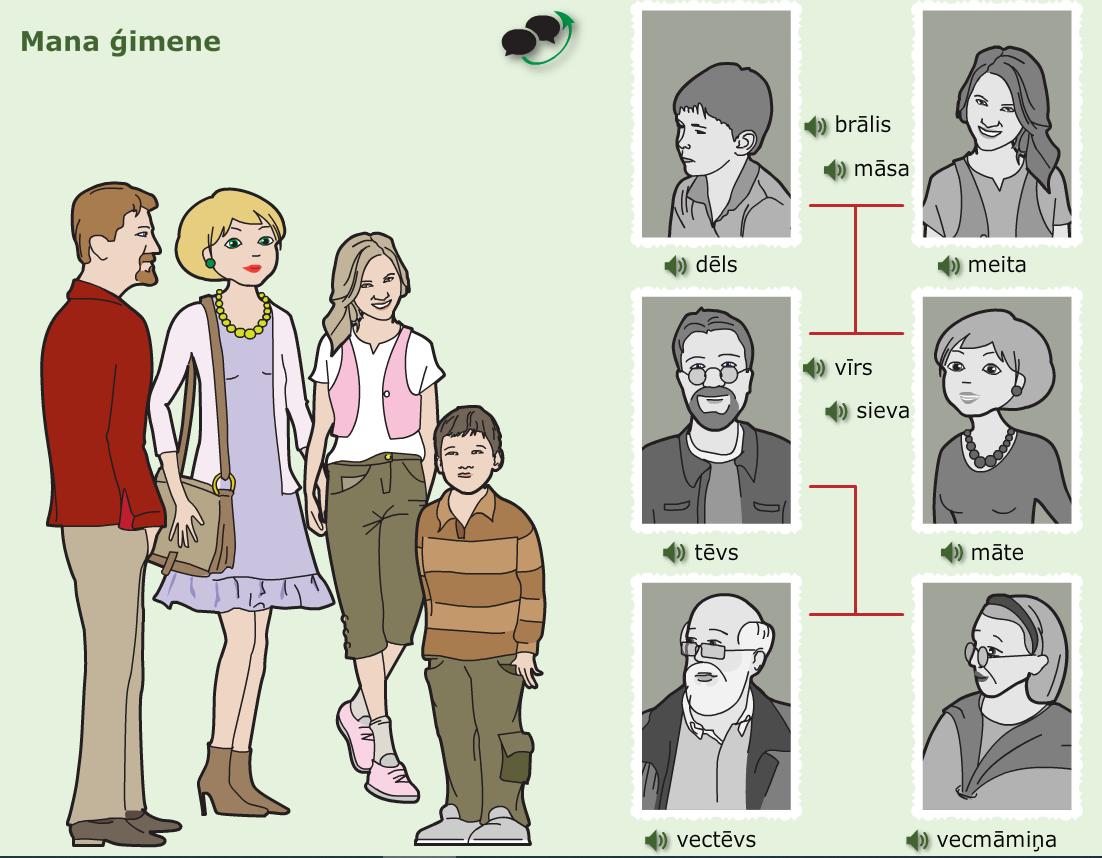 Mana ģimene
brālis
māsa
dēls
meita
vīrs
sieva
tēvs
māte
vectēvs
vecmāmiņa